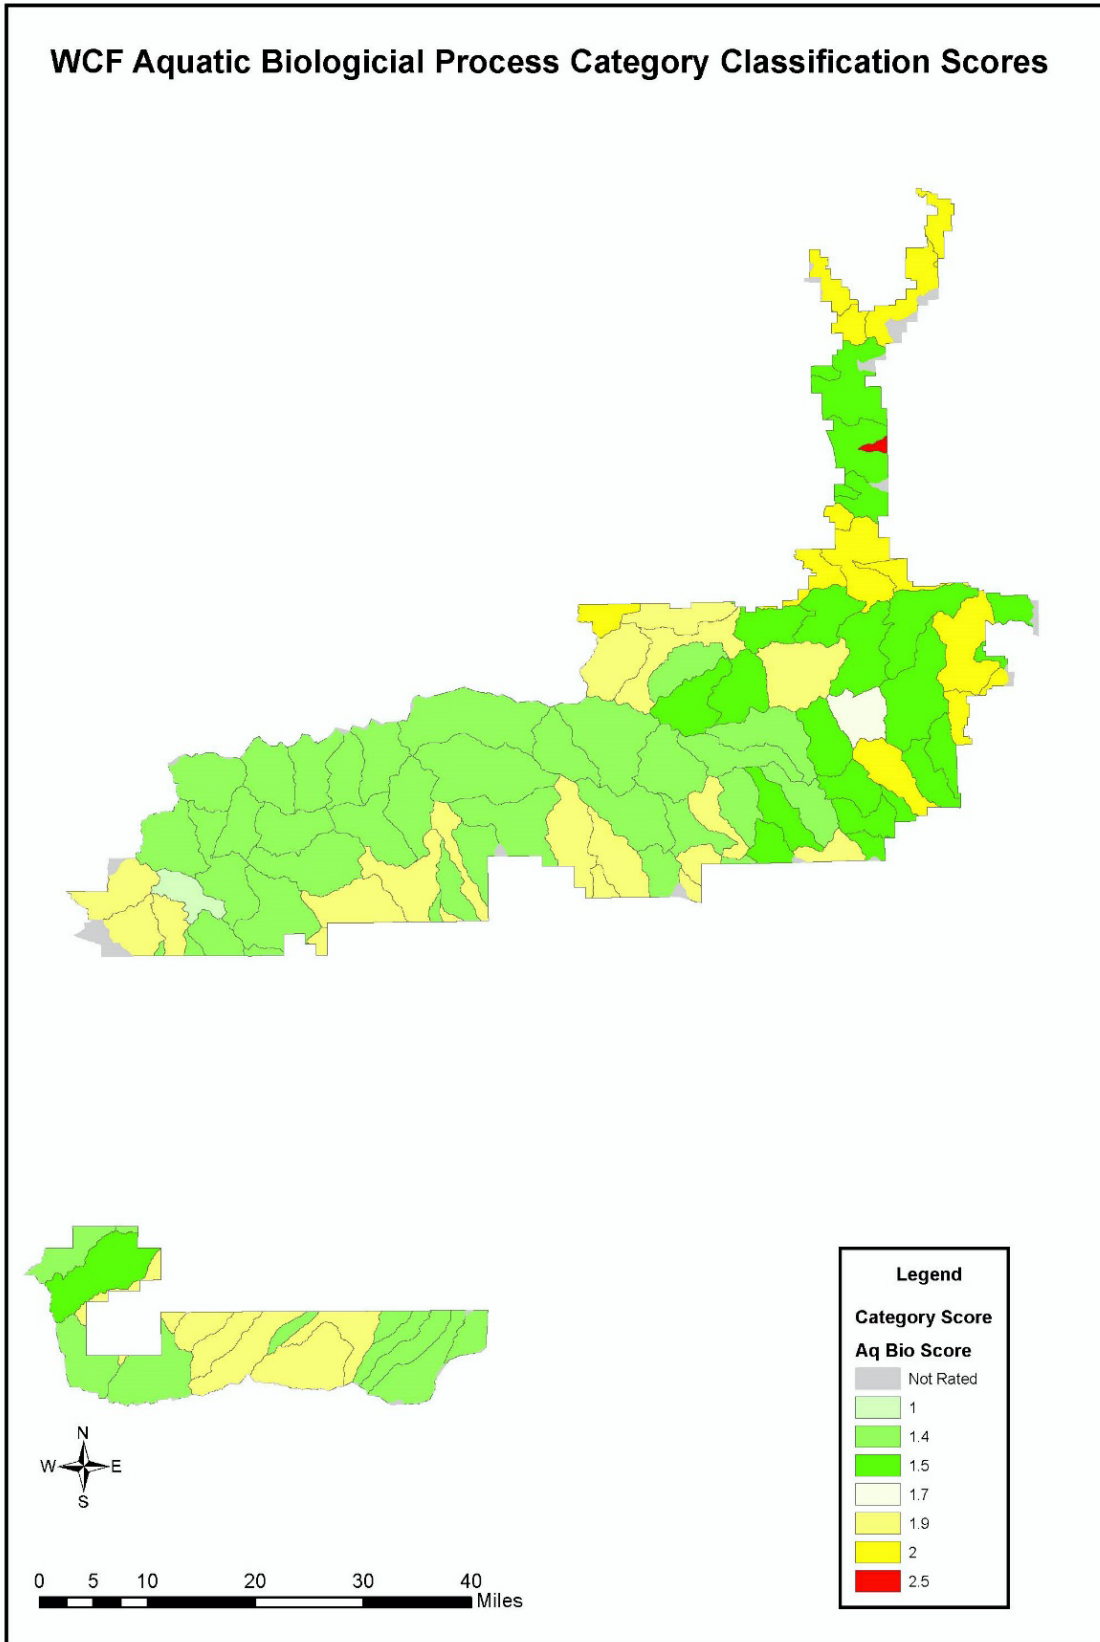 WCF Aquatic Biologicial Process Category Classification Scores
Legend
Category Score
Aq Bio Score
Not Rated
1
1.4
1.5
1.7
1.9
2
2.5
N
W E
S
0 5 10 20 30 40
Miles